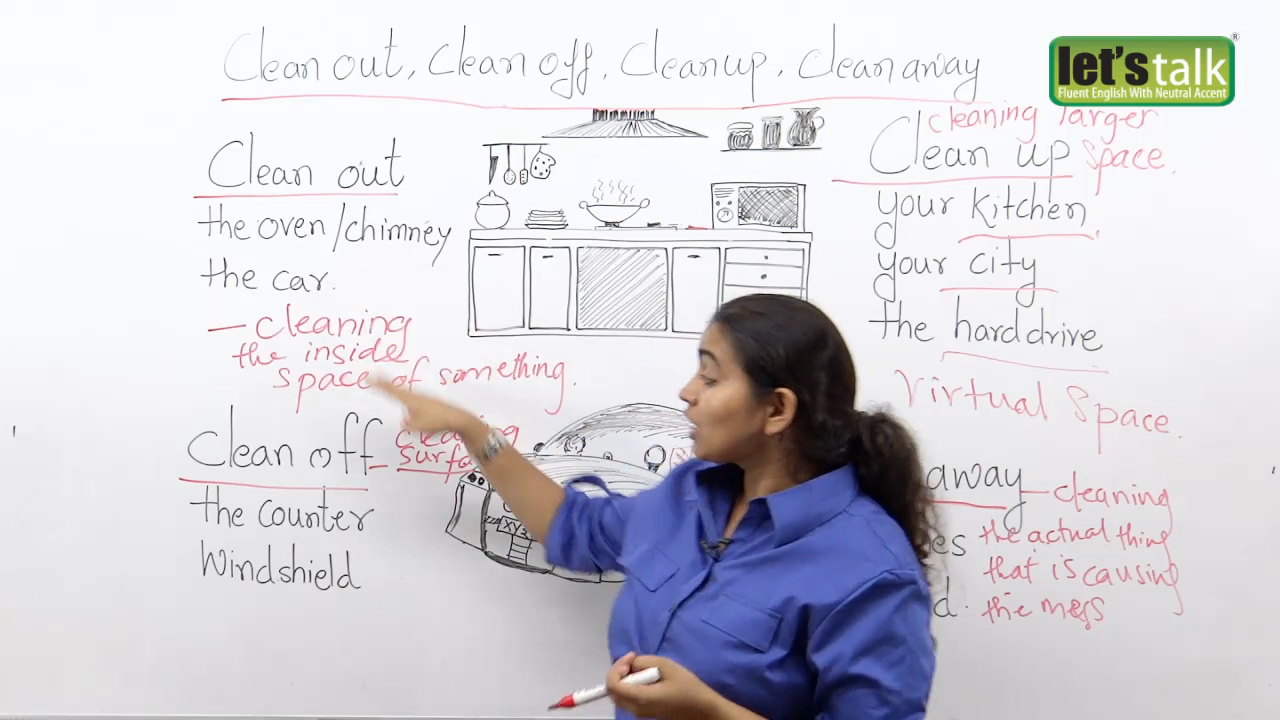 Clean out, Clean off, Clean up, Clean away
let's talk
®
Fluent English With Neutral Accent
Clean out
the oven/chimney
the car.
– cleaning
the inside
space of something.
Clean off
– cleaning
the counter
Windshield
cleaning larger
space.
Clean up
your kitchen
your city
the hard drive
Virtual Space.
away
– cleaning
the actual thing
that is causing
the mess